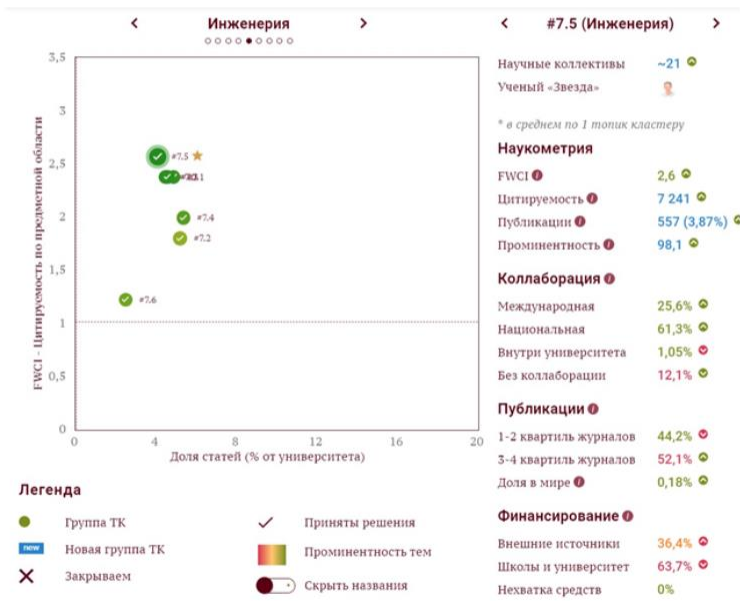 Инженерия
3,5
3
2,5
2
1,5
1
0,5
0
0 4 8 12 16 20
FWCI - Цитируемость по предметной области
Доля статей (% от университета)
#7.5
#7.4
#7.2
#7.6
Легенда
Группа ТК
new Новая группа ТК
Закрываем
Приняты решения
Проминентность тем
Скрыть названия
#7.5 (Инженерия)
Научные коллективы ~21
Ученый «Звезда»
* в среднем по 1 топик кластеру
Наукометрия
FWCI 2,6
Цитируемость 7 241
Публикации 557 (3,87%)
Проминентность 98,1
Коллаборация
Международная 25,6%
Национальная 61,3%
Внутри университета 1,05%
Без коллаборации 12,1%
Публикации
1-2 квартиль журналов 44,2%
3-4 квартиль журналов 52,1%
Доля в мире 0,18%
Финансирование
Внешние источники 36,4%
Школы и университет 63,7%
Нехватка средств 0%